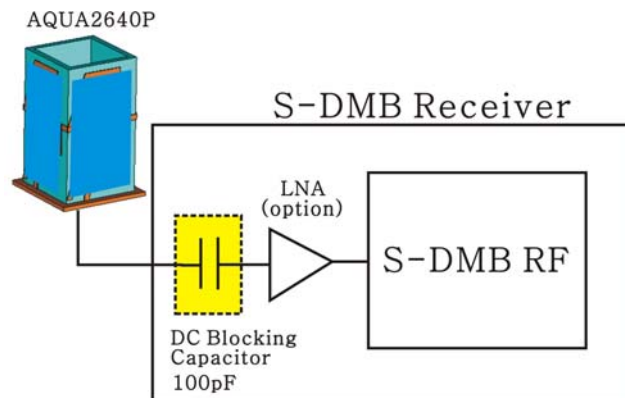 AQUA2640P
S-DMB Receiver
LNA
(option)
S-DMB RF
DC Blocking
Capacitor
100pF